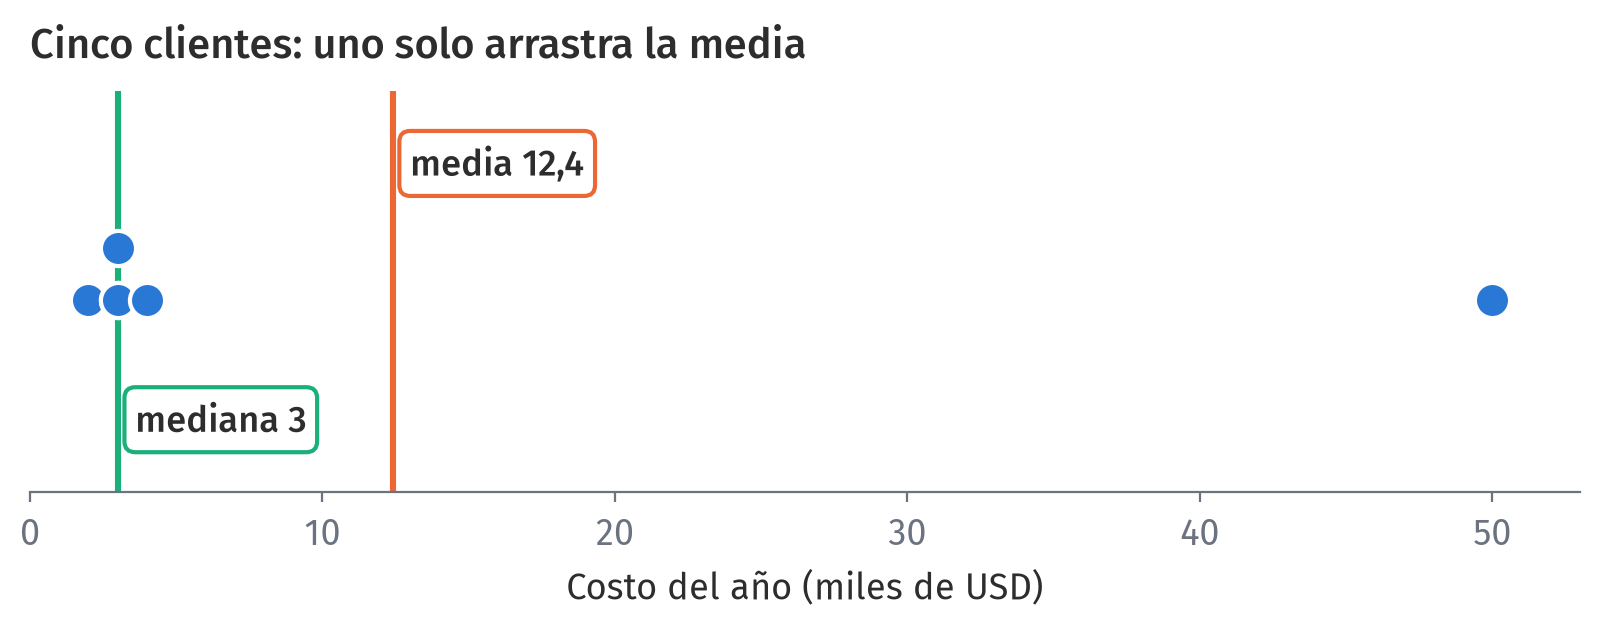 Cinco clientes: uno solo arrastra la media
media 12,4
mediana 3
0 10 20 30 40 50
Costo del año (miles de USD)